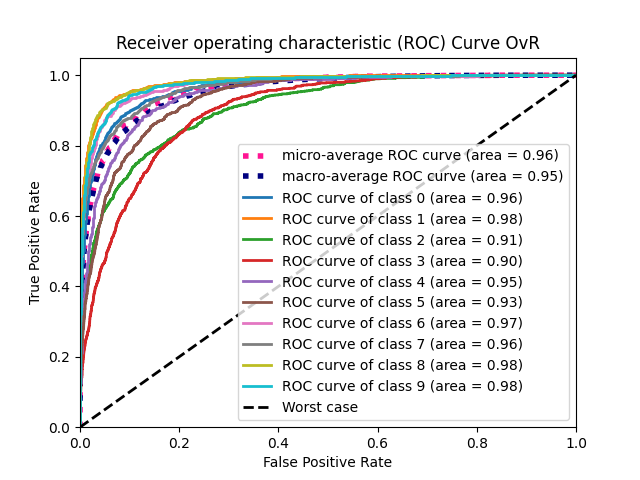 Receiver operating characteristic (ROC) Curve OvR
1.0
0.8
0.6
0.4
0.2
0.0
True Positive Rate
micro-average ROC curve (area = 0.96)
macro-average ROC curve (area = 0.95)
ROC curve of class 0 (area = 0.96)
ROC curve of class 1 (area = 0.98)
ROC curve of class 2 (area = 0.91)
ROC curve of class 3 (area = 0.90)
ROC curve of class 4 (area = 0.95)
ROC curve of class 5 (area = 0.93)
ROC curve of class 6 (area = 0.97)
ROC curve of class 7 (area = 0.96)
ROC curve of class 8 (area = 0.98)
ROC curve of class 9 (area = 0.98)
Worst case
0.0 0.2 0.4 0.6 0.8 1.0
False Positive Rate